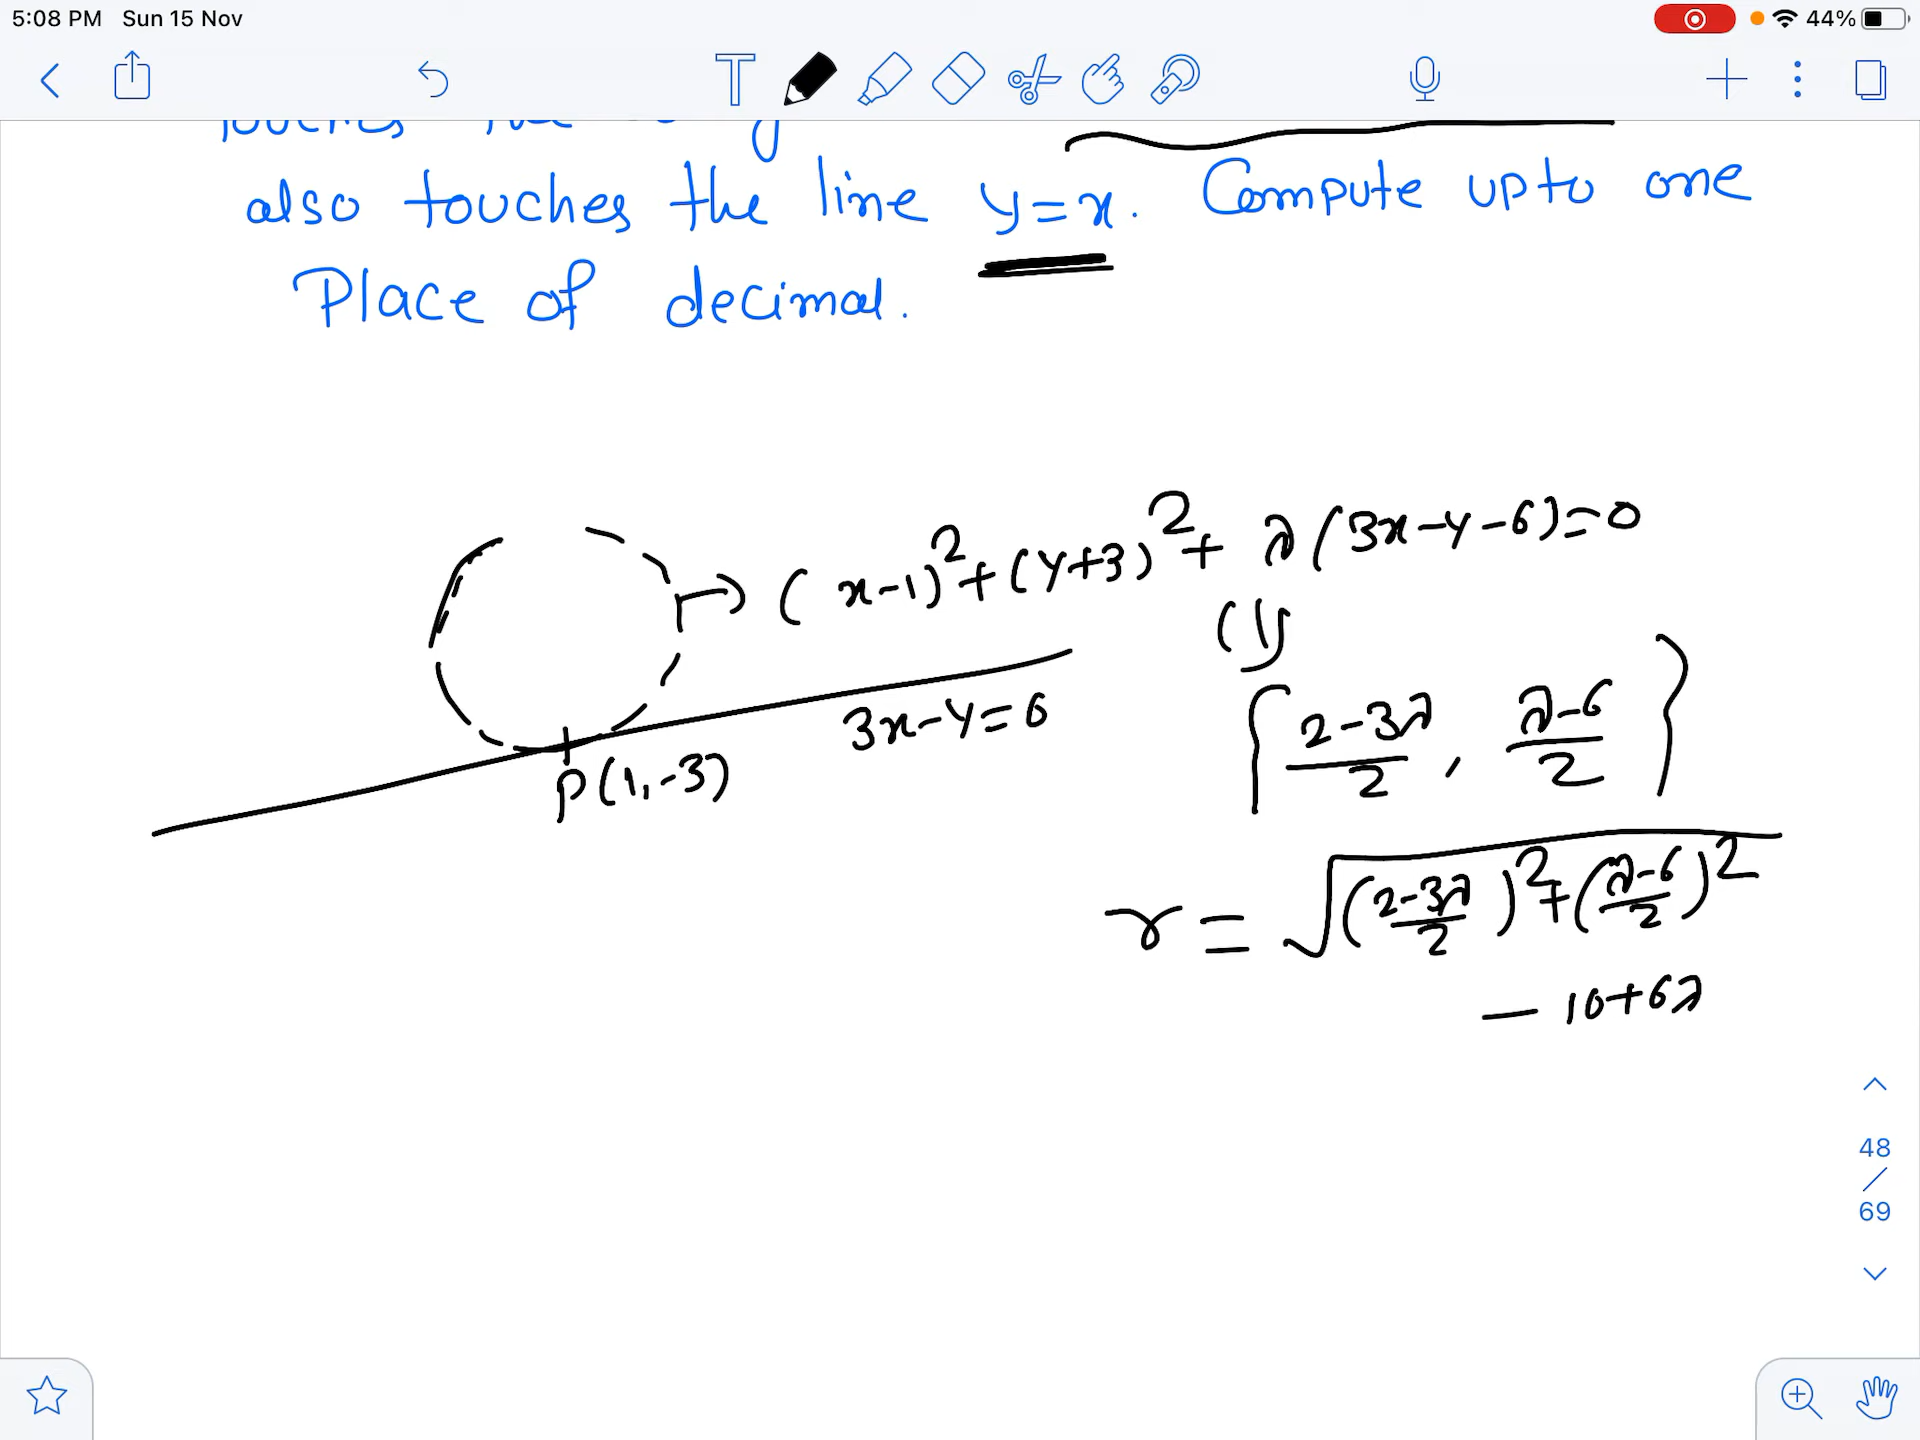 5:08 PM Sun 15 Nov 44%
T
also touches the line y=x. Compute upto one
Place of decimal.
(x-1)²+(y+3)²+ λ(3x-y-6)=0
(1)
3x-y=6
P(1,-3)
{ (2-3λ)/2 , (λ-6)/2 }
r = √((2-3λ)/2)²+((λ-6)/2)²
- 10+6λ
48
/
69